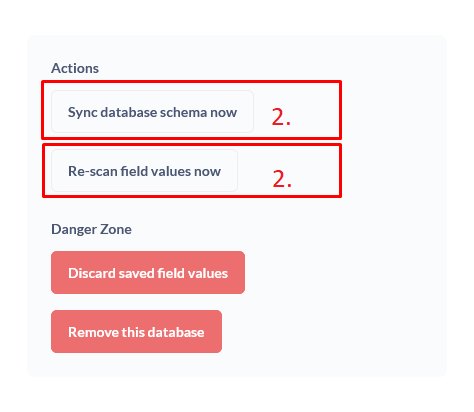 Actions
Sync database schema now 2.
Re-scan field values now 2.
Danger Zone
Discard saved field values
Remove this database